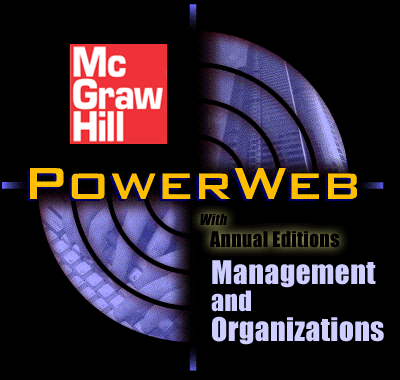 Mc
Graw
Hill
PowerWeb
With
Annual Editions
Management
and
Organizations